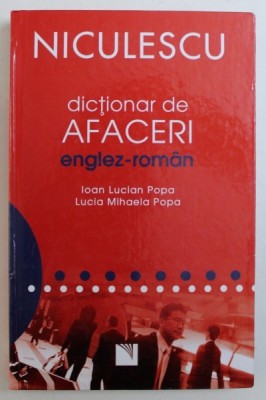 NICULESCU
dicționar de
AFACERI
englez-român
Ioan Lucian Popa
Lucia Mihaela Popa